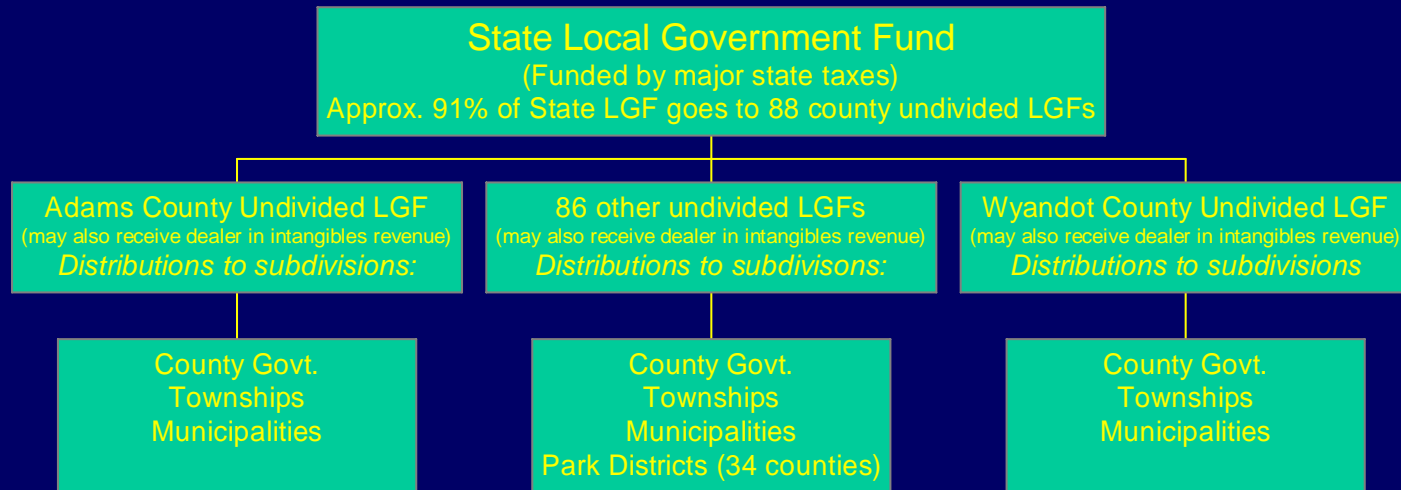 State Local Government Fund
(Funded by major state taxes)
Approx. 91% of State LGF goes to 88 county undivided LGFs
Adams County Undivided LGF
(may also receive dealer in intangibles revenue)
Distributions to subdivisions:
86 other undivided LGFs
(may also receive dealer in intangibles revenue)
Distributions to subdivisons:
Wyandot County Undivided LGF
(may also receive dealer in intangibles revenue)
Distributions to subdivisions
County Govt.
Townships
Municipalities
County Govt.
Townships
Municipalities
Park Districts (34 counties)
County Govt.
Townships
Municipalities